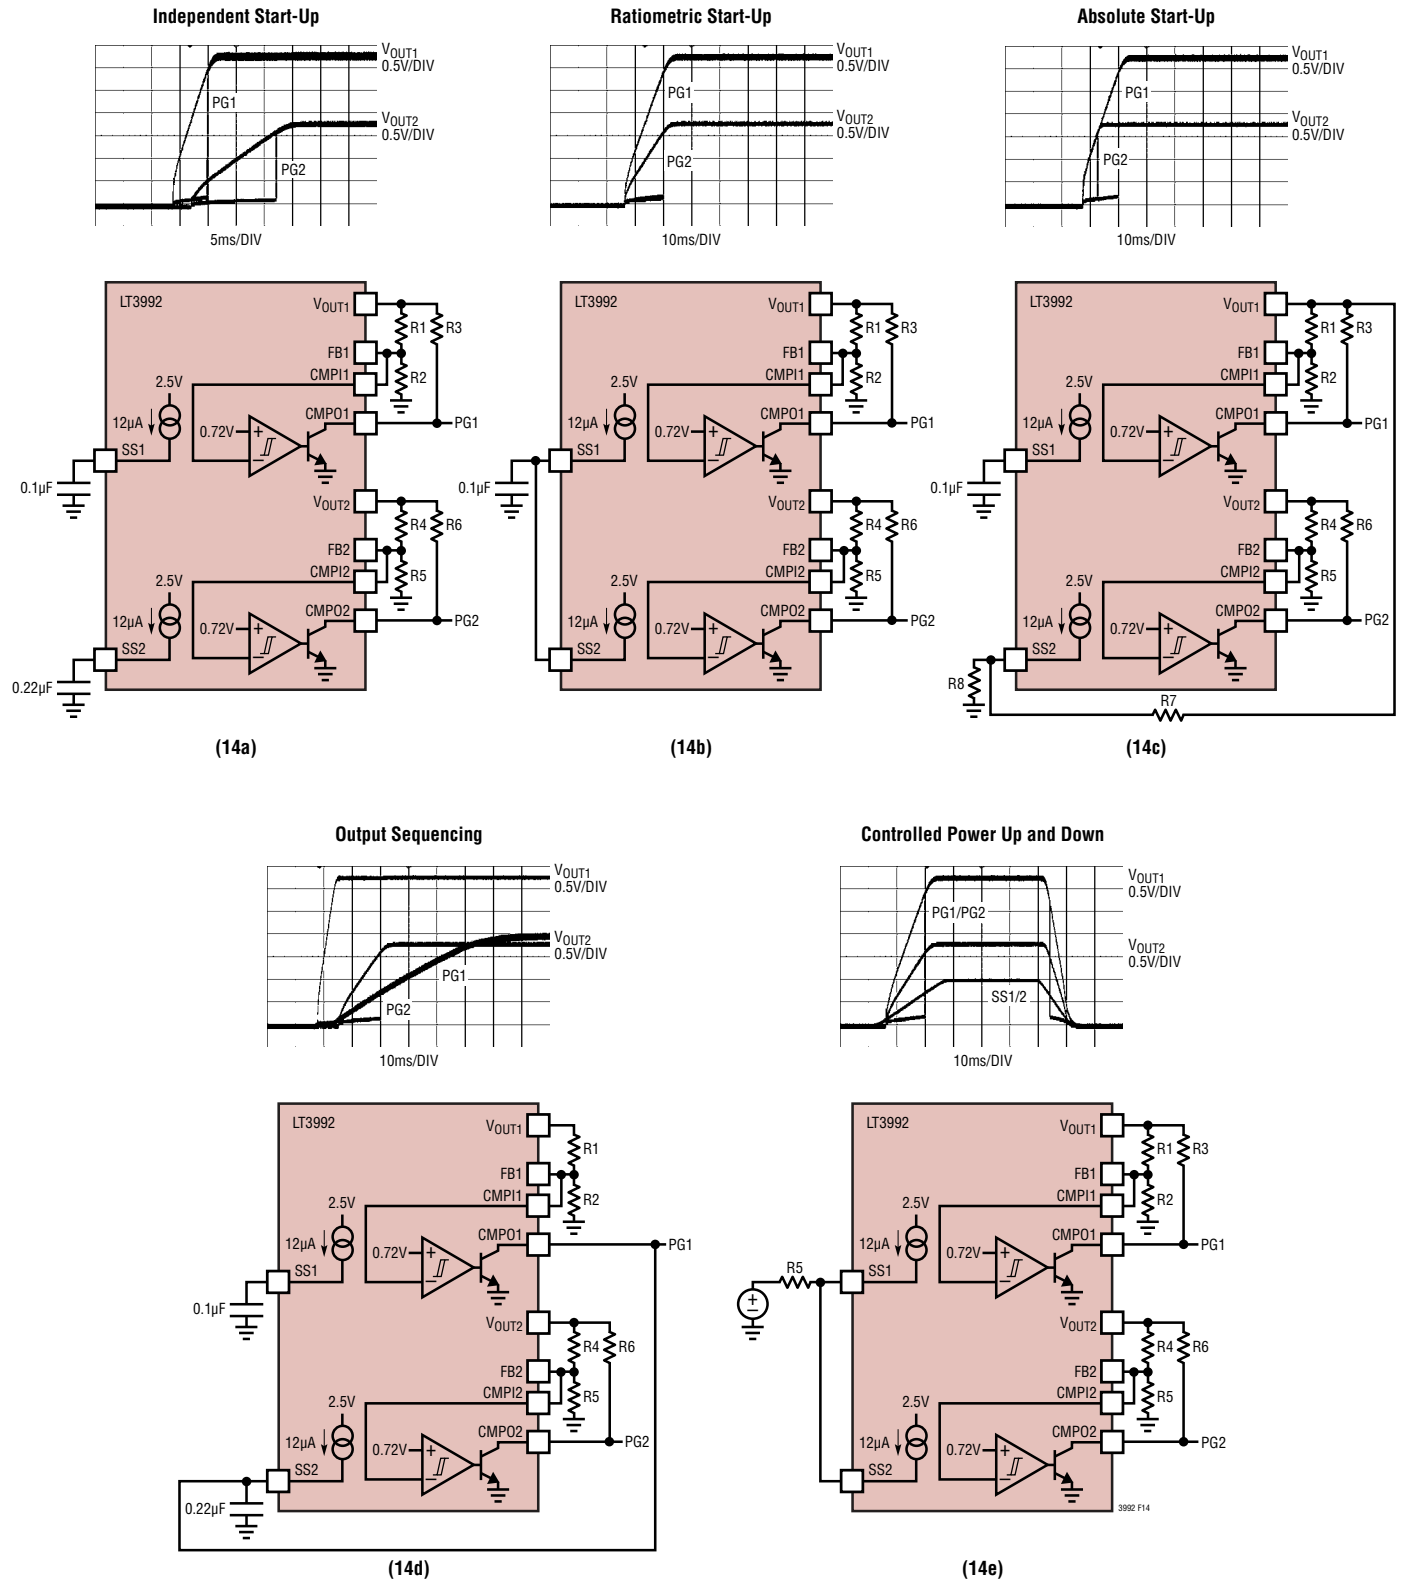 Independent Start-Up
VOUT1
0.5V/DIV
PG1
VOUT2
0.5V/DIV
PG2
5ms/DIV
LT3992
VOUT1
R1
R3
FB1
CMPI1
R2
2.5V
12µA
0.72V
+
–
CMPO1
PG1
SS1
0.1µF
VOUT2
R4
R6
FB2
CMPI2
R5
2.5V
12µA
0.72V
+
–
CMPO2
PG2
SS2
0.22µF
(14a)
Ratiometric Start-Up
VOUT1
0.5V/DIV
PG1
VOUT2
0.5V/DIV
PG2
10ms/DIV
LT3992
VOUT1
R1
R3
FB1
CMPI1
R2
2.5V
12µA
0.72V
+
–
CMPO1
PG1
SS1
0.1µF
VOUT2
R4
R6
FB2
CMPI2
R5
2.5V
12µA
0.72V
+
–
CMPO2
PG2
SS2
(14b)
Absolute Start-Up
VOUT1
0.5V/DIV
PG1
VOUT2
0.5V/DIV
PG2
10ms/DIV
LT3992
VOUT1
R1
R3
FB1
CMPI1
R2
2.5V
12µA
0.72V
+
–
CMPO1
PG1
SS1
0.1µF
VOUT2
R4
R6
FB2
CMPI2
R5
2.5V
12µA
0.72V
+
–
CMPO2
PG2
SS2
R8
R7
(14c)
Output Sequencing
VOUT1
0.5V/DIV
VOUT2
0.5V/DIV
PG1
PG2
10ms/DIV
LT3992
VOUT1
R1
FB1
CMPI1
R2
2.5V
12µA
0.72V
+
–
CMPO1
PG1
SS1
0.1µF
VOUT2
R4
R6
FB2
CMPI2
R5
2.5V
12µA
0.72V
+
–
CMPO2
PG2
SS2
0.22µF
(14d)
Controlled Power Up and Down
VOUT1
0.5V/DIV
PG1/PG2
VOUT2
0.5V/DIV
SS1/2
10ms/DIV
LT3992
VOUT1
R1
R3
FB1
CMPI1
R2
2.5V
12µA
0.72V
+
–
CMPO1
PG1
R5
SS1
+
–
VOUT2
R4
R6
FB2
CMPI2
R5
2.5V
12µA
0.72V
+
–
CMPO2
PG2
SS2
3992 F14
(14e)